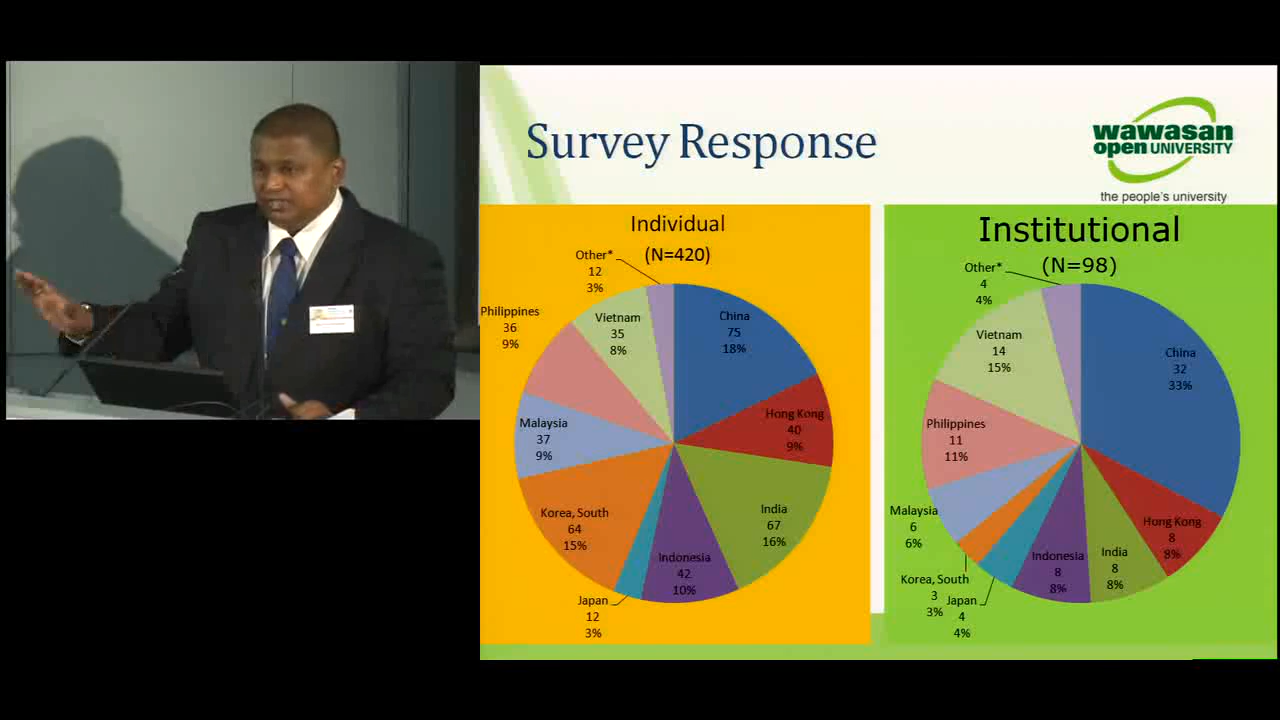 Survey Response
wawasan
open UNIVERSITY
the people's university
Individual
(N=420)
Other*
12
3%
China
75
18%
Hong Kong
40
9%
India
67
16%
Indonesia
42
10%
Japan
12
3%
Korea, South
64
15%
Malaysia
37
9%
Philippines
36
9%
Vietnam
35
8%
Institutional
(N=98)
Other*
4
4%
China
32
33%
Hong Kong
8
8%
India
8
8%
Indonesia
8
8%
Japan
4
4%
Korea, South
3
3%
Malaysia
6
6%
Philippines
11
11%
Vietnam
14
15%